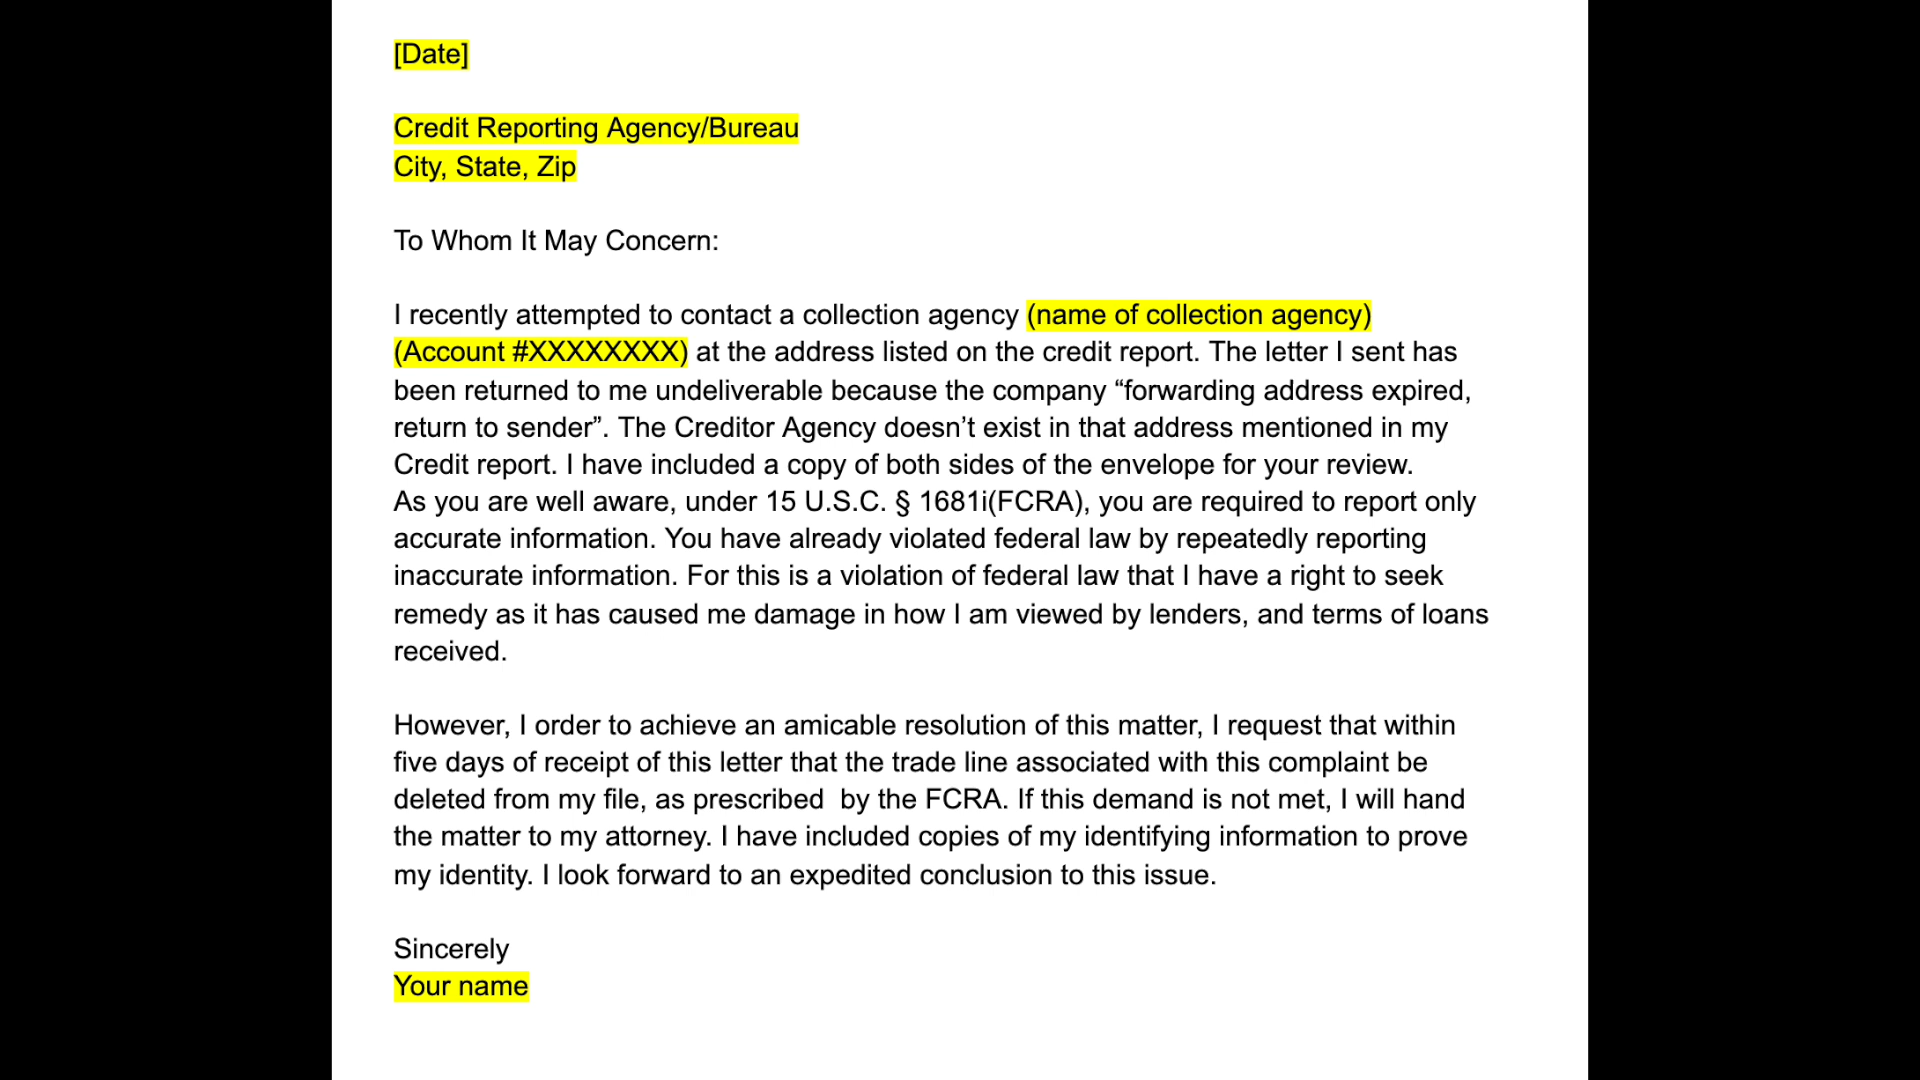 [Date]
Credit Reporting Agency/Bureau
City, State, Zip
To Whom It May Concern:
I recently attempted to contact a collection agency (name of collection agency)
(Account #XXXXXXXX) at the address listed on the credit report. The letter I sent has
been returned to me undeliverable because the company “forwarding address expired,
return to sender”. The Creditor Agency doesn’t exist in that address mentioned in my
Credit report. I have included a copy of both sides of the envelope for your review.
As you are well aware, under 15 U.S.C. § 1681i(FCRA), you are required to report only
accurate information. You have already violated federal law by repeatedly reporting
inaccurate information. For this is a violation of federal law that I have a right to seek
remedy as it has caused me damage in how I am viewed by lenders, and terms of loans
received.
However, I order to achieve an amicable resolution of this matter, I request that within
five days of receipt of this letter that the trade line associated with this complaint be
deleted from my file, as prescribed  by the FCRA. If this demand is not met, I will hand
the matter to my attorney. I have included copies of my identifying information to prove
my identity. I look forward to an expedited conclusion to this issue.
Sincerely
Your name